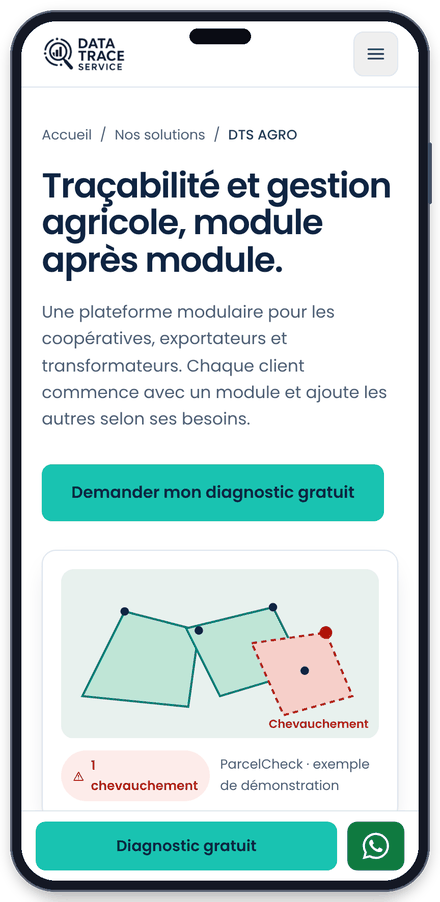 DATA
TRACE
SERVICE
Accueil / Nos solutions / DTS AGRO
Traçabilité et gestion
agricole, module
après module.
Une plateforme modulaire pour les
coopératives, exportateurs et
transformateurs. Chaque client
commence avec un module et ajoute les
autres selon ses besoins.
Demander mon diagnostic gratuit
Chevauchement
1
chevauchement
ParcelCheck · exemple
de démonstration
Diagnostic gratuit